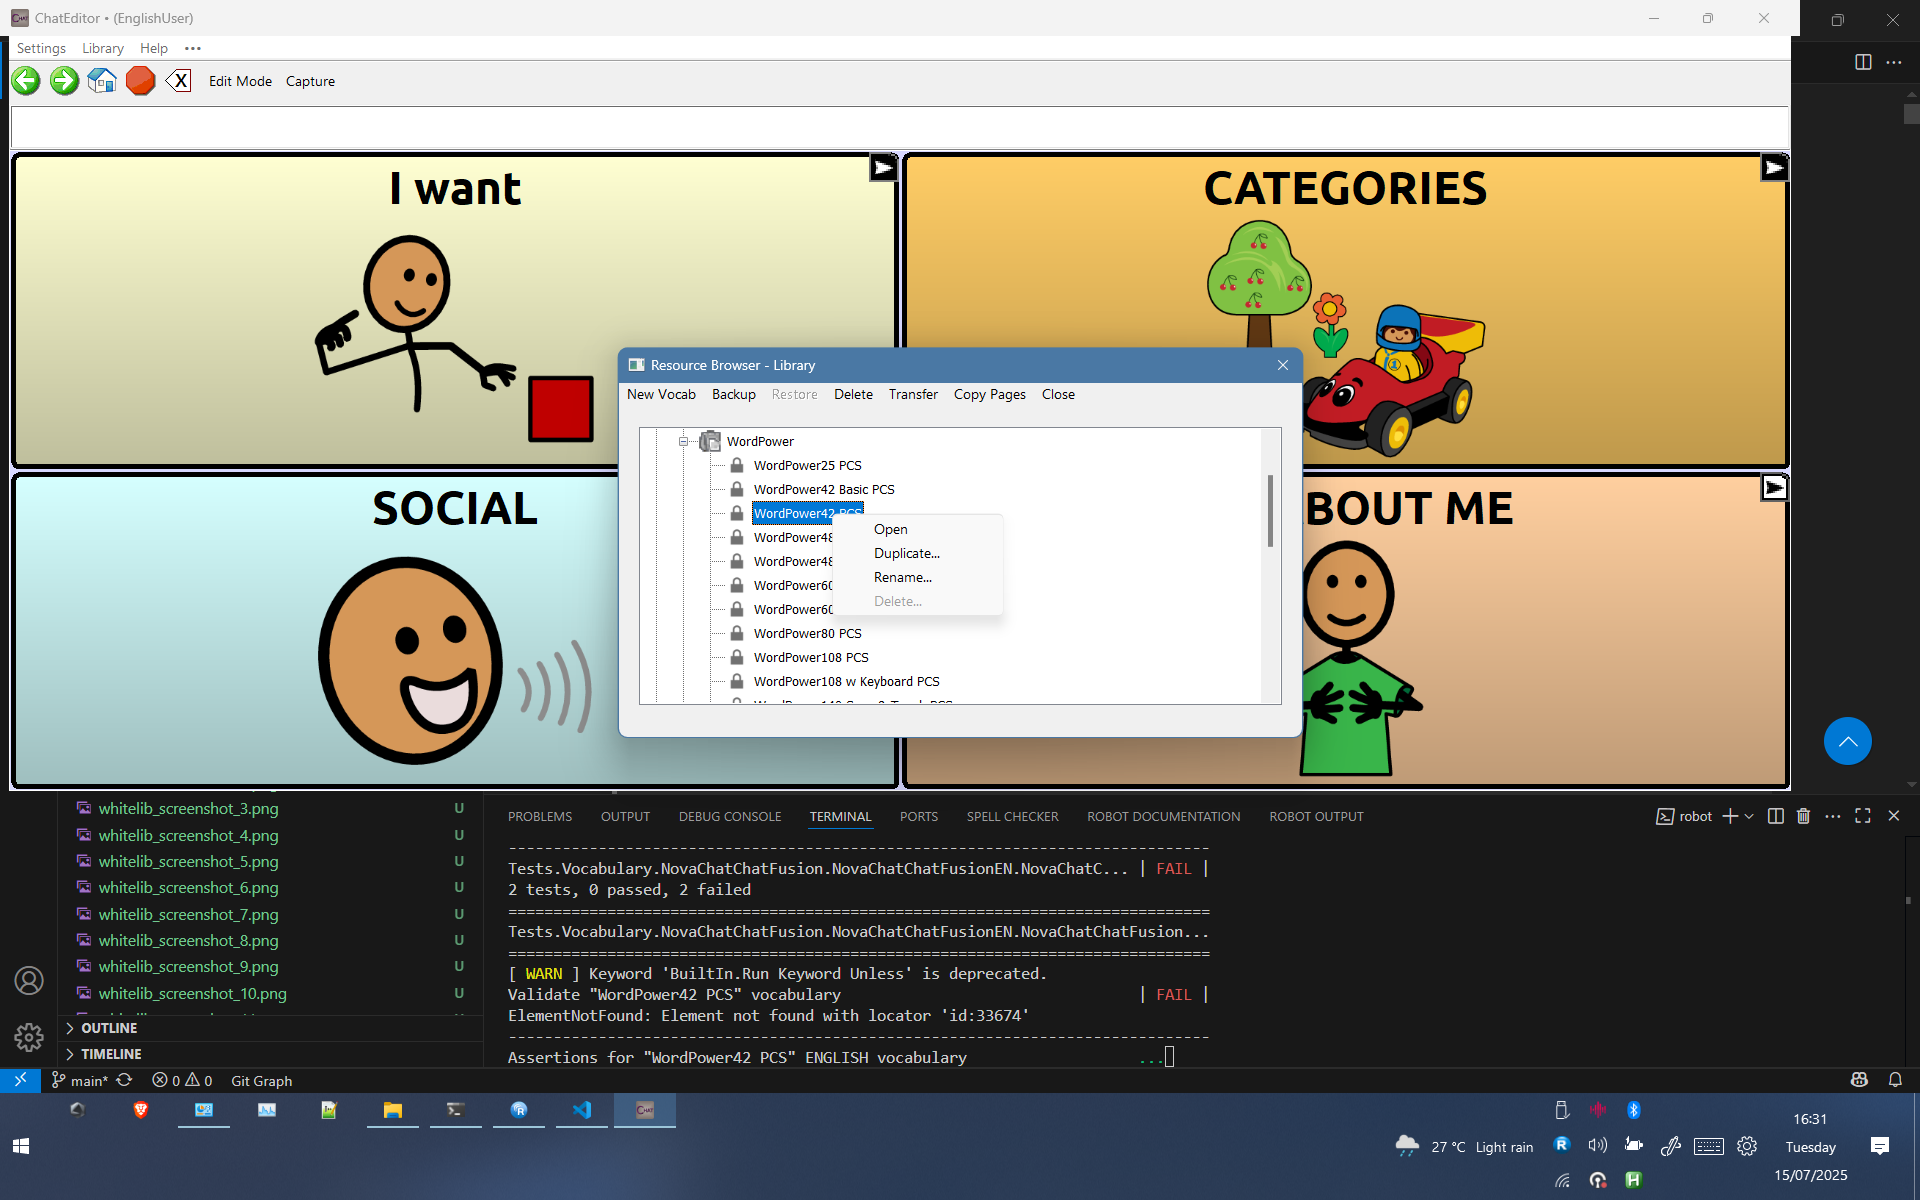 ChatEditor • (EnglishUser)
Settings Library Help •••
Edit Mode Capture
I want
CATEGORIES
SOCIAL
BOUT ME
Resource Browser - Library
New Vocab Backup Restore Delete Transfer Copy Pages Close
WordPower
WordPower25 PCS
WordPower42 Basic PCS
WordPower42 PCS
WordPower48
WordPower48
WordPower60
WordPower60
WordPower80 PCS
WordPower108 PCS
WordPower108 w Keyboard PCS
Open
Duplicate...
Rename...
Delete...
whitelib_screenshot_3.png U
whitelib_screenshot_4.png U
whitelib_screenshot_5.png U
whitelib_screenshot_6.png U
whitelib_screenshot_7.png U
whitelib_screenshot_8.png U
whitelib_screenshot_9.png U
whitelib_screenshot_10.png U
OUTLINE
TIMELINE
PROBLEMS OUTPUT DEBUG CONSOLE TERMINAL PORTS SPELL CHECKER ROBOT DOCUMENTATION ROBOT OUTPUT
robot
------------------------------------------------------------------------------
Tests.Vocabulary.NovaChatChatFusion.NovaChatChatFusionEN.NovaChatC... | FAIL |
2 tests, 0 passed, 2 failed
==============================================================================
Tests.Vocabulary.NovaChatChatFusion.NovaChatChatFusionEN.NovaChatChatFusion...
==============================================================================
[ WARN ] Keyword 'BuiltIn.Run Keyword Unless' is deprecated.
Validate "WordPower42 PCS" vocabulary | FAIL |
ElementNotFound: Element not found with locator 'id:33674'
------------------------------------------------------------------------------
Assertions for "WordPower42 PCS" ENGLISH vocabulary ...
main* 0 0 Git Graph
27 °C Light rain
16:31
Tuesday
15/07/2025